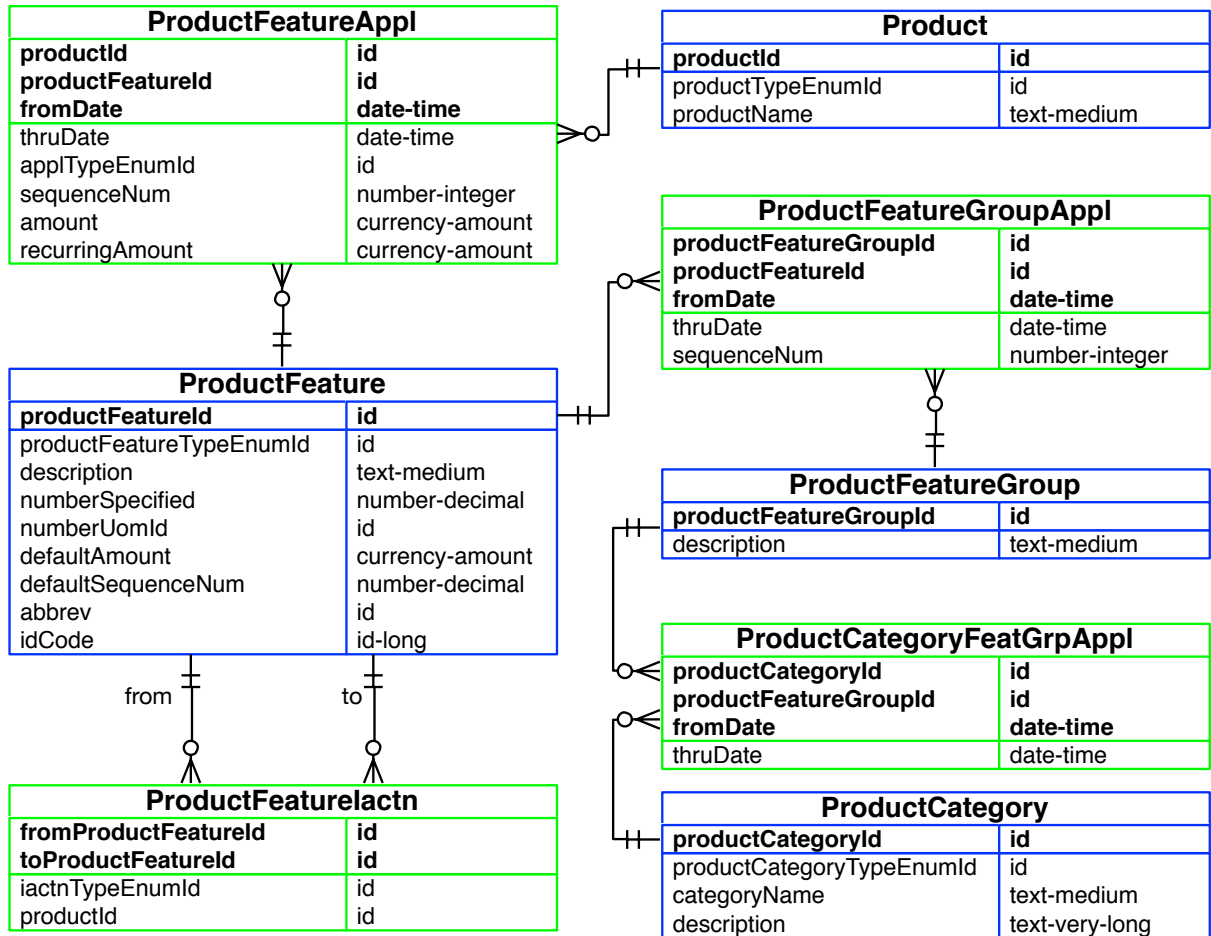 ProductFeatureAppl
productId id
productFeatureId id
fromDate date-time
thruDate date-time
applTypeEnumId id
sequenceNum number-integer
amount currency-amount
recurringAmount currency-amount
Product
productId id
productTypeEnumId id
productName text-medium
ProductFeatureGroupAppl
productFeatureGroupId id
productFeatureId id
fromDate date-time
thruDate date-time
sequenceNum number-integer
ProductFeature
productFeatureId id
productFeatureTypeEnumId id
description text-medium
numberSpecified number-decimal
numberUomId id
defaultAmount currency-amount
defaultSequenceNum number-decimal
abbrev id
idCode id-long
ProductFeatureGroup
productFeatureGroupId id
description text-medium
from to
ProductCategoryFeatGrpAppl
productCategoryId id
productFeatureGroupId id
fromDate date-time
thruDate date-time
ProductFeatureIactn
fromProductFeatureId id
toProductFeatureId id
iactnTypeEnumId id
productId id
ProductCategory
productCategoryId id
productCategoryTypeEnumId id
categoryName text-medium
description text-very-long